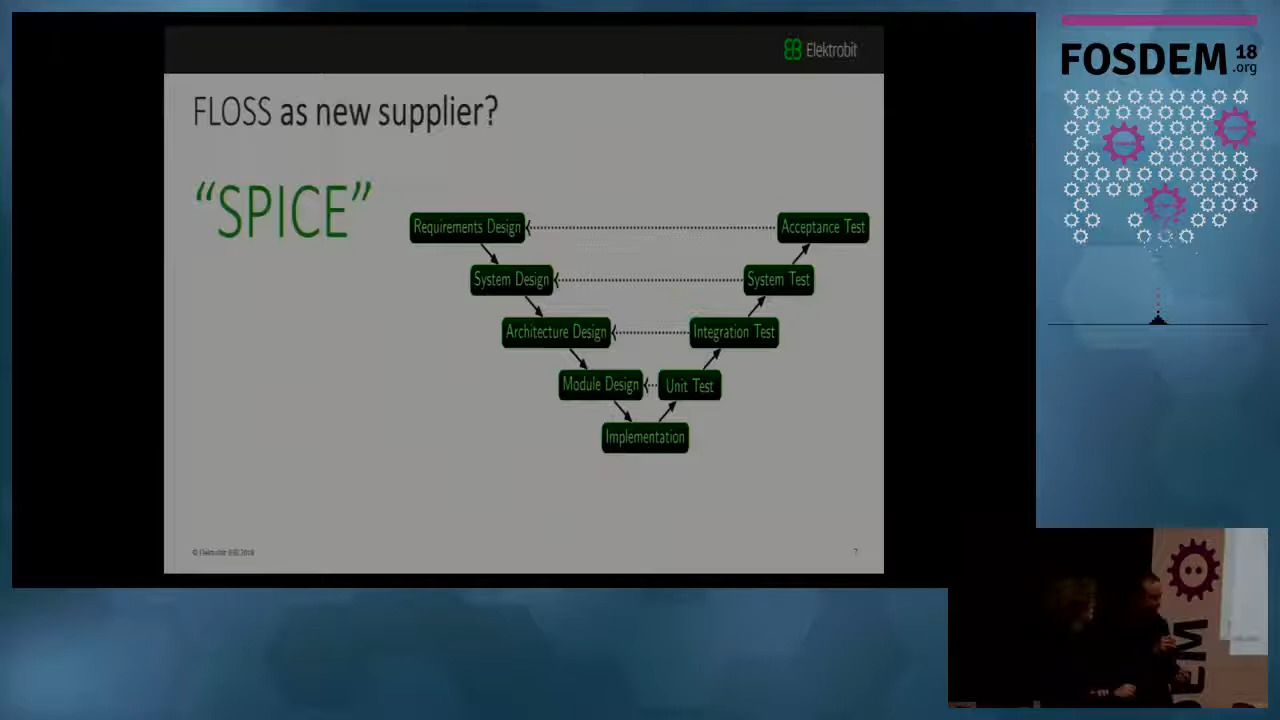 Elektrobit
FLOSS as new supplier?
“SPICE”
Requirements Design
Acceptance Test
System Design
System Test
Architecture Design
Integration Test
Module Design
Unit Test
Implementation
7
FOSDEM 18
.org